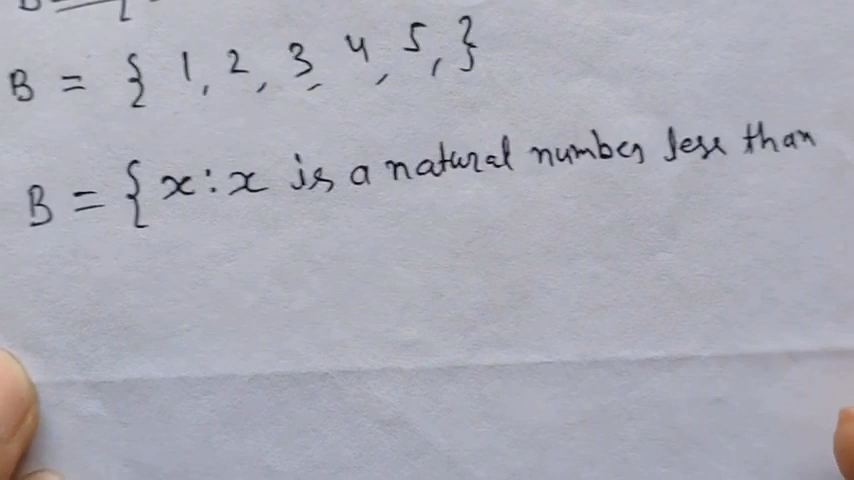 B = { 1, 2, 3, 4, 5, }
B = { x : x is a natural number less than